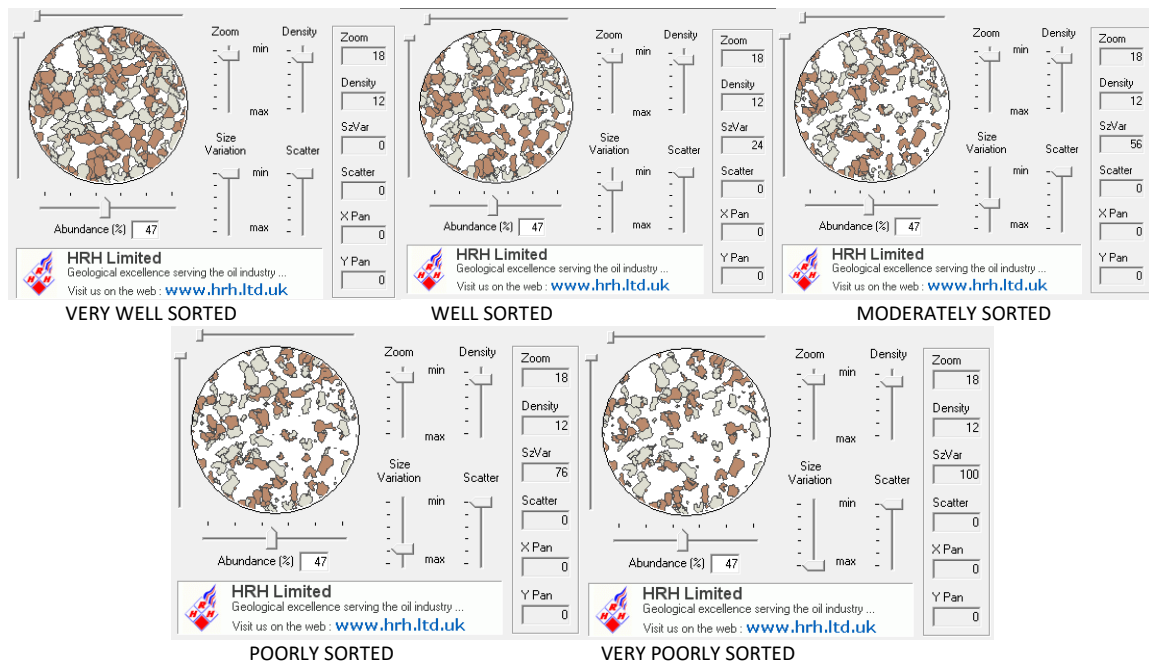 Zoom
Density
min
max
Size
Variation
Scatter
min
max
Abundance (%) 47
Zoom
18
Density
12
SzVar
0
Scatter
0
X Pan
0
Y Pan
0
HRH Limited
Geological excellence serving the oil industry ...
Visit us on the web : www.hrh.ltd.uk
VERY WELL SORTED
Zoom
Density
min
max
Size
Variation
Scatter
min
max
Abundance (%) 47
Zoom
18
Density
12
SzVar
24
Scatter
0
X Pan
0
Y Pan
0
HRH Limited
Geological excellence serving the oil industry ...
Visit us on the web : www.hrh.ltd.uk
WELL SORTED
Zoom
Density
min
max
Size
Variation
Scatter
min
max
Abundance (%) 47
Zoom
18
Density
12
SzVar
56
Scatter
0
X Pan
0
Y Pan
0
HRH Limited
Geological excellence serving the oil industry ...
Visit us on the web : www.hrh.ltd.uk
MODERATELY SORTED
Zoom
Density
min
max
Size
Variation
Scatter
min
max
Abundance (%) 47
Zoom
18
Density
12
SzVar
76
Scatter
0
X Pan
0
Y Pan
0
HRH Limited
Geological excellence serving the oil industry ...
Visit us on the web : www.hrh.ltd.uk
POORLY SORTED
Zoom
Density
min
max
Size
Variation
Scatter
min
max
Abundance (%) 47
Zoom
18
Density
12
SzVar
100
Scatter
0
X Pan
0
Y Pan
0
HRH Limited
Geological excellence serving the oil industry ...
Visit us on the web : www.hrh.ltd.uk
VERY POORLY SORTED